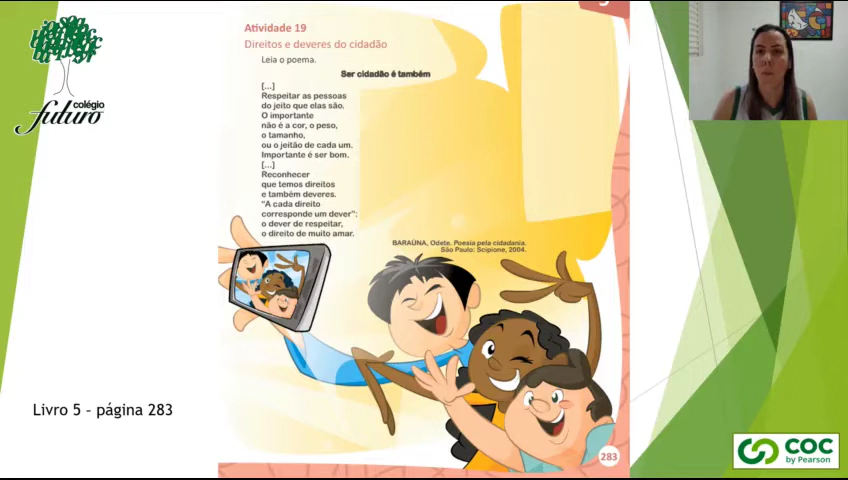 Atividade 19
Direitos e deveres do cidadão
Leia o poema.
Ser cidadão é também
[...]
Respeitar as pessoas
do jeito que elas são.
O importante
não é a cor, o peso,
o tamanho,
ou o jeitão de cada um.
Importante é ser bom.
[...]
Reconhecer
que temos direitos
e também deveres.
“A cada direito
corresponde um dever”:
o dever de respeitar,
o direito de muito amar.
BARAÚNA, Odete. Poesia pela cidadania.
São Paulo: Scipione, 2004.
283
colégio
futuro
Livro 5 - página 283
COC
by Pearson